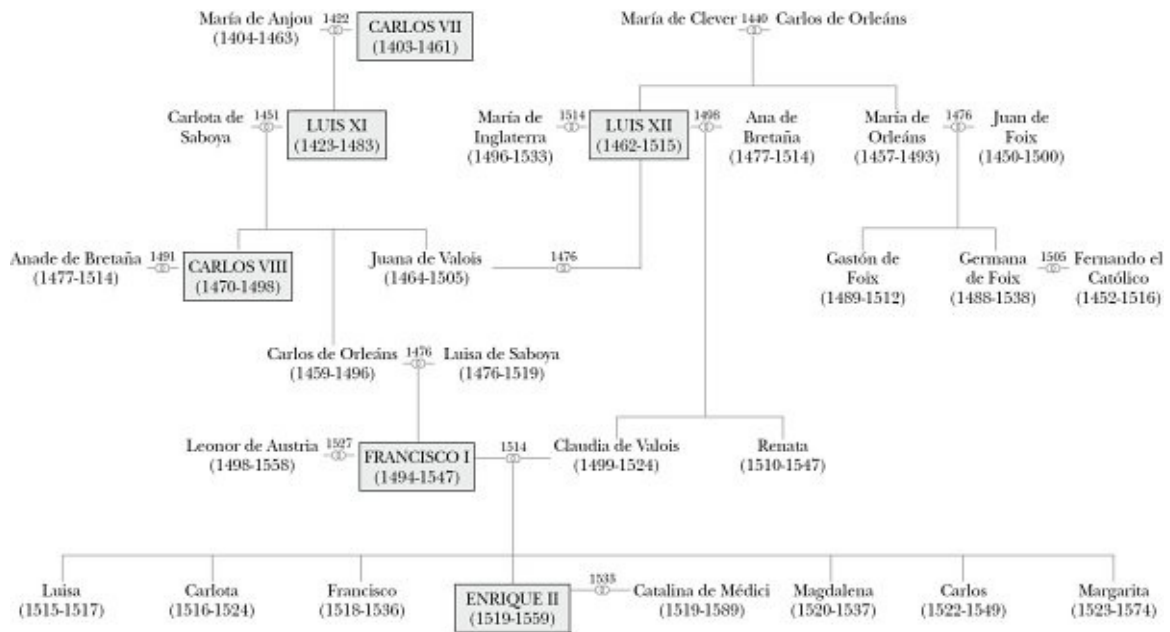 María de Anjou
(1404-1463)
1422
CARLOS VII
(1403-1461)
María de Clever
1440
Carlos de Orleáns
Carlota de
Saboya
1451
LUIS XI
(1423-1483)
María de
Inglaterra
(1496-1533)
1514
LUIS XII
(1462-1515)
1498
Ana de
Bretaña
(1477-1514)
Maria de
Orleáns
(1457-1493)
1476
Juan de
Foix
(1450-1500)
Anade de Bretaña
(1477-1514)
1491
CARLOS VIII
(1470-1498)
Juana de Valois
(1464-1505)
1476
Gastón de
Foix
(1489-1512)
Germana
de Foix
(1488-1538)
1505
Fernando el
Católico
(1452-1516)
Carlos de Orleáns
(1459-1496)
1476
Luisa de Saboya
(1476-1519)
Leonor de Austria
(1498-1558)
1527
FRANCISCO I
(1494-1547)
1514
Claudia de Valois
(1499-1524)
Renata
(1510-1547)
Luisa
(1515-1517)
Carlota
(1516-1524)
Francisco
(1518-1536)
ENRIQUE II
(1519-1559)
1533
Catalina de Médici
(1519-1589)
Magdalena
(1520-1537)
Carlos
(1522-1549)
Margarita
(1523-1574)